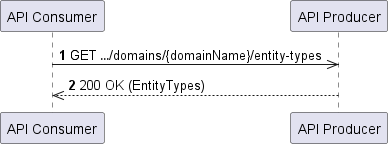 API Consumer API Producer
1 GET .../domains/{domainName}/entity-types
2 200 OK (EntityTypes)
API Consumer API Producer